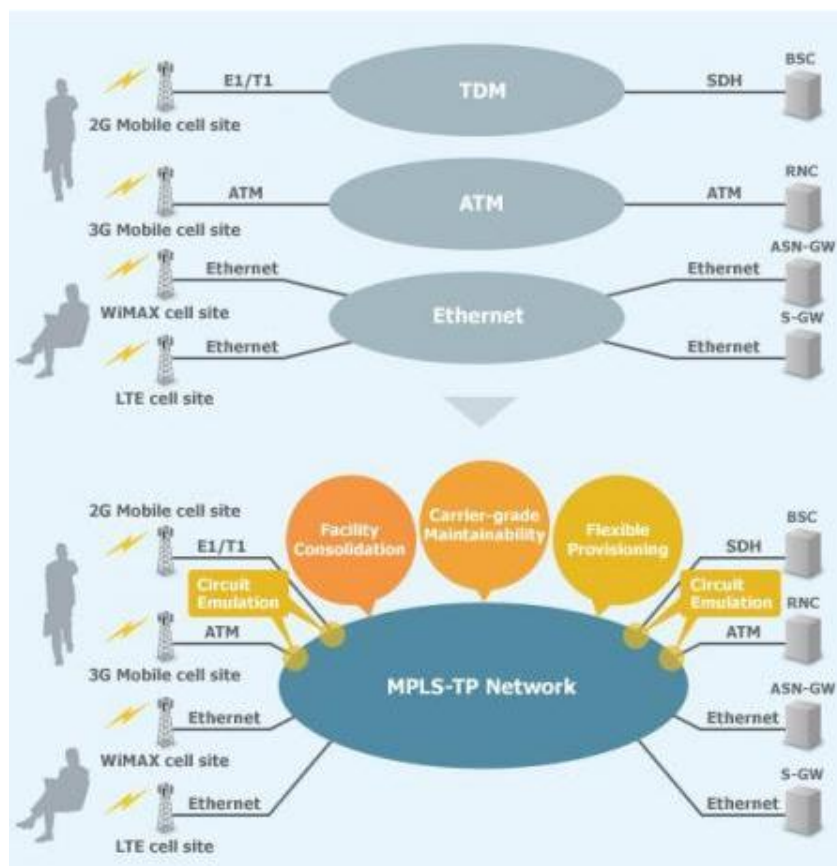 BSC
E1/T1
TDM
SDH
2G Mobile cell site
RNC
ATM
ATM
ATM
3G Mobile cell site
ASN-GW
Ethernet
Ethernet
WiMAX cell site
Ethernet
S-GW
Ethernet
Ethernet
LTE cell site
2G Mobile cell site
Facility
Consolidation
Carrier-grade
Maintainability
Flexible
Provisioning
BSC
E1/T1
SDH
Circuit
Emulation
Circuit
Emulation
RNC
ATM
ATM
3G Mobile cell site
MPLS-TP Network
ASN-GW
Ethernet
Ethernet
WiMAX cell site
S-GW
Ethernet
Ethernet
LTE cell site